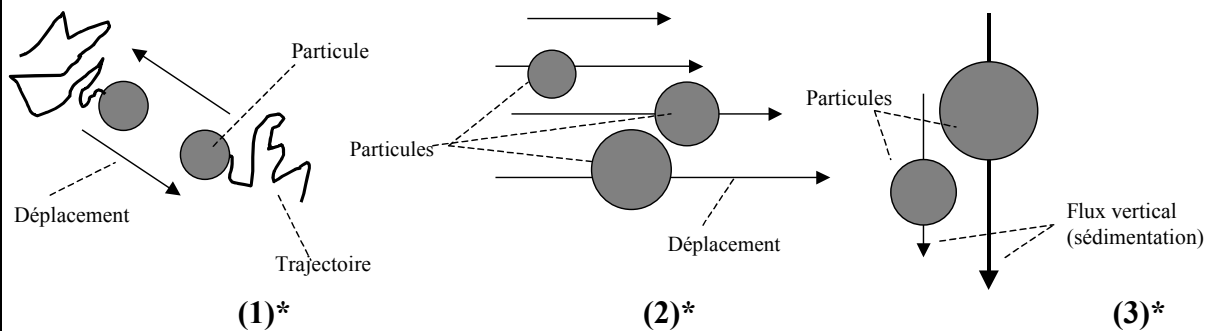 Particule
Déplacement
Trajectoire
(1)*
Particules
Déplacement
(2)*
Particules
Flux vertical
(sédimentation)
(3)*